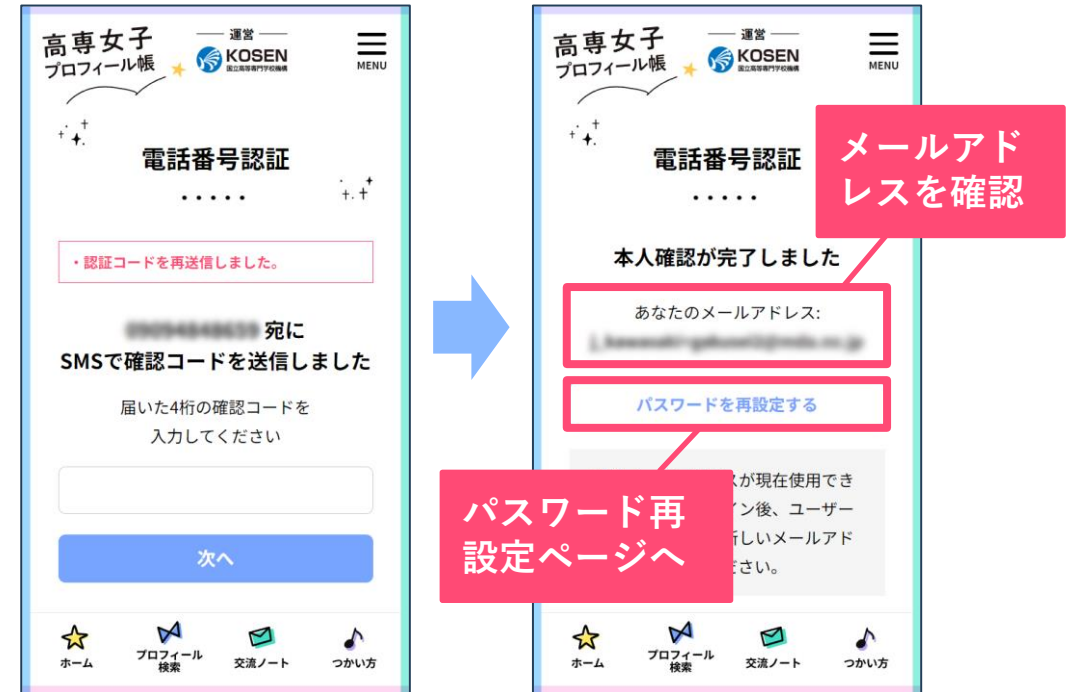 高専女子
プロフィール帳
運営
KOSEN
国立高等専門学校機構
MENU
電話番号認証
・認証コードを再送信しました。
宛に
SMSで確認コードを送信しました
届いた4桁の確認コードを
入力してください
次へ
ホーム
プロフィール
検索
交流ノート
つかい方
高専女子
プロフィール帳
運営
KOSEN
国立高等専門学校機構
MENU
電話番号認証
メールアド
レスを確認
本人確認が完了しました
あなたのメールアドレス:
パスワードを再設定する
パスワード再
設定ページへ
が現在使用でき
イン後、ユーザー
新しいメールアド
ださい。
ホーム
プロフィール
検索
交流ノート
つかい方